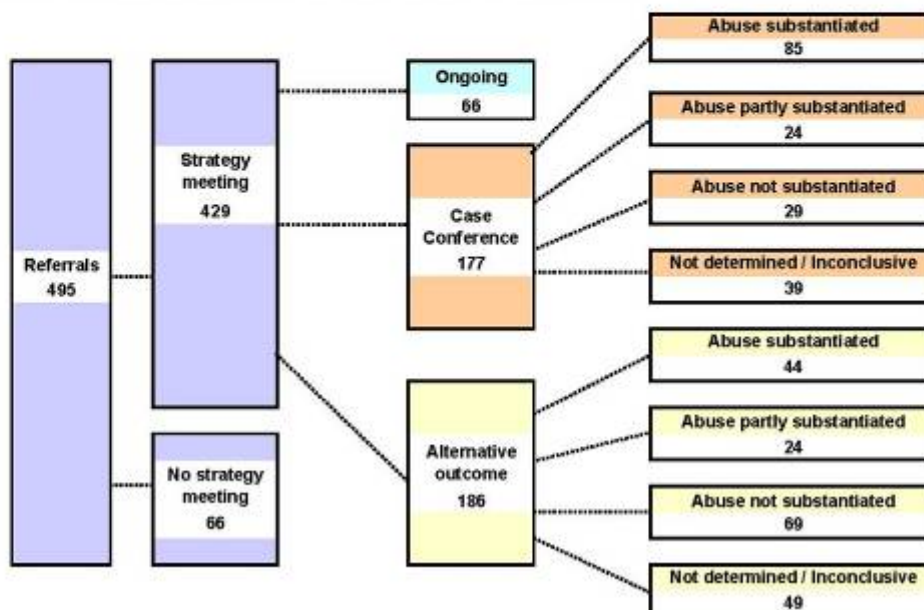 Referrals
495
Strategy
meeting
429
No strategy
meeting
66
Ongoing
66
Case
Conference
177
Alternative
outcome
186
Abuse substantiated
85
Abuse partly substantiated
24
Abuse not substantiated
29
Not determined / Inconclusive
39
Abuse substantiated
44
Abuse partly substantiated
24
Abuse not substantiated
69
Not determined / Inconclusive
49